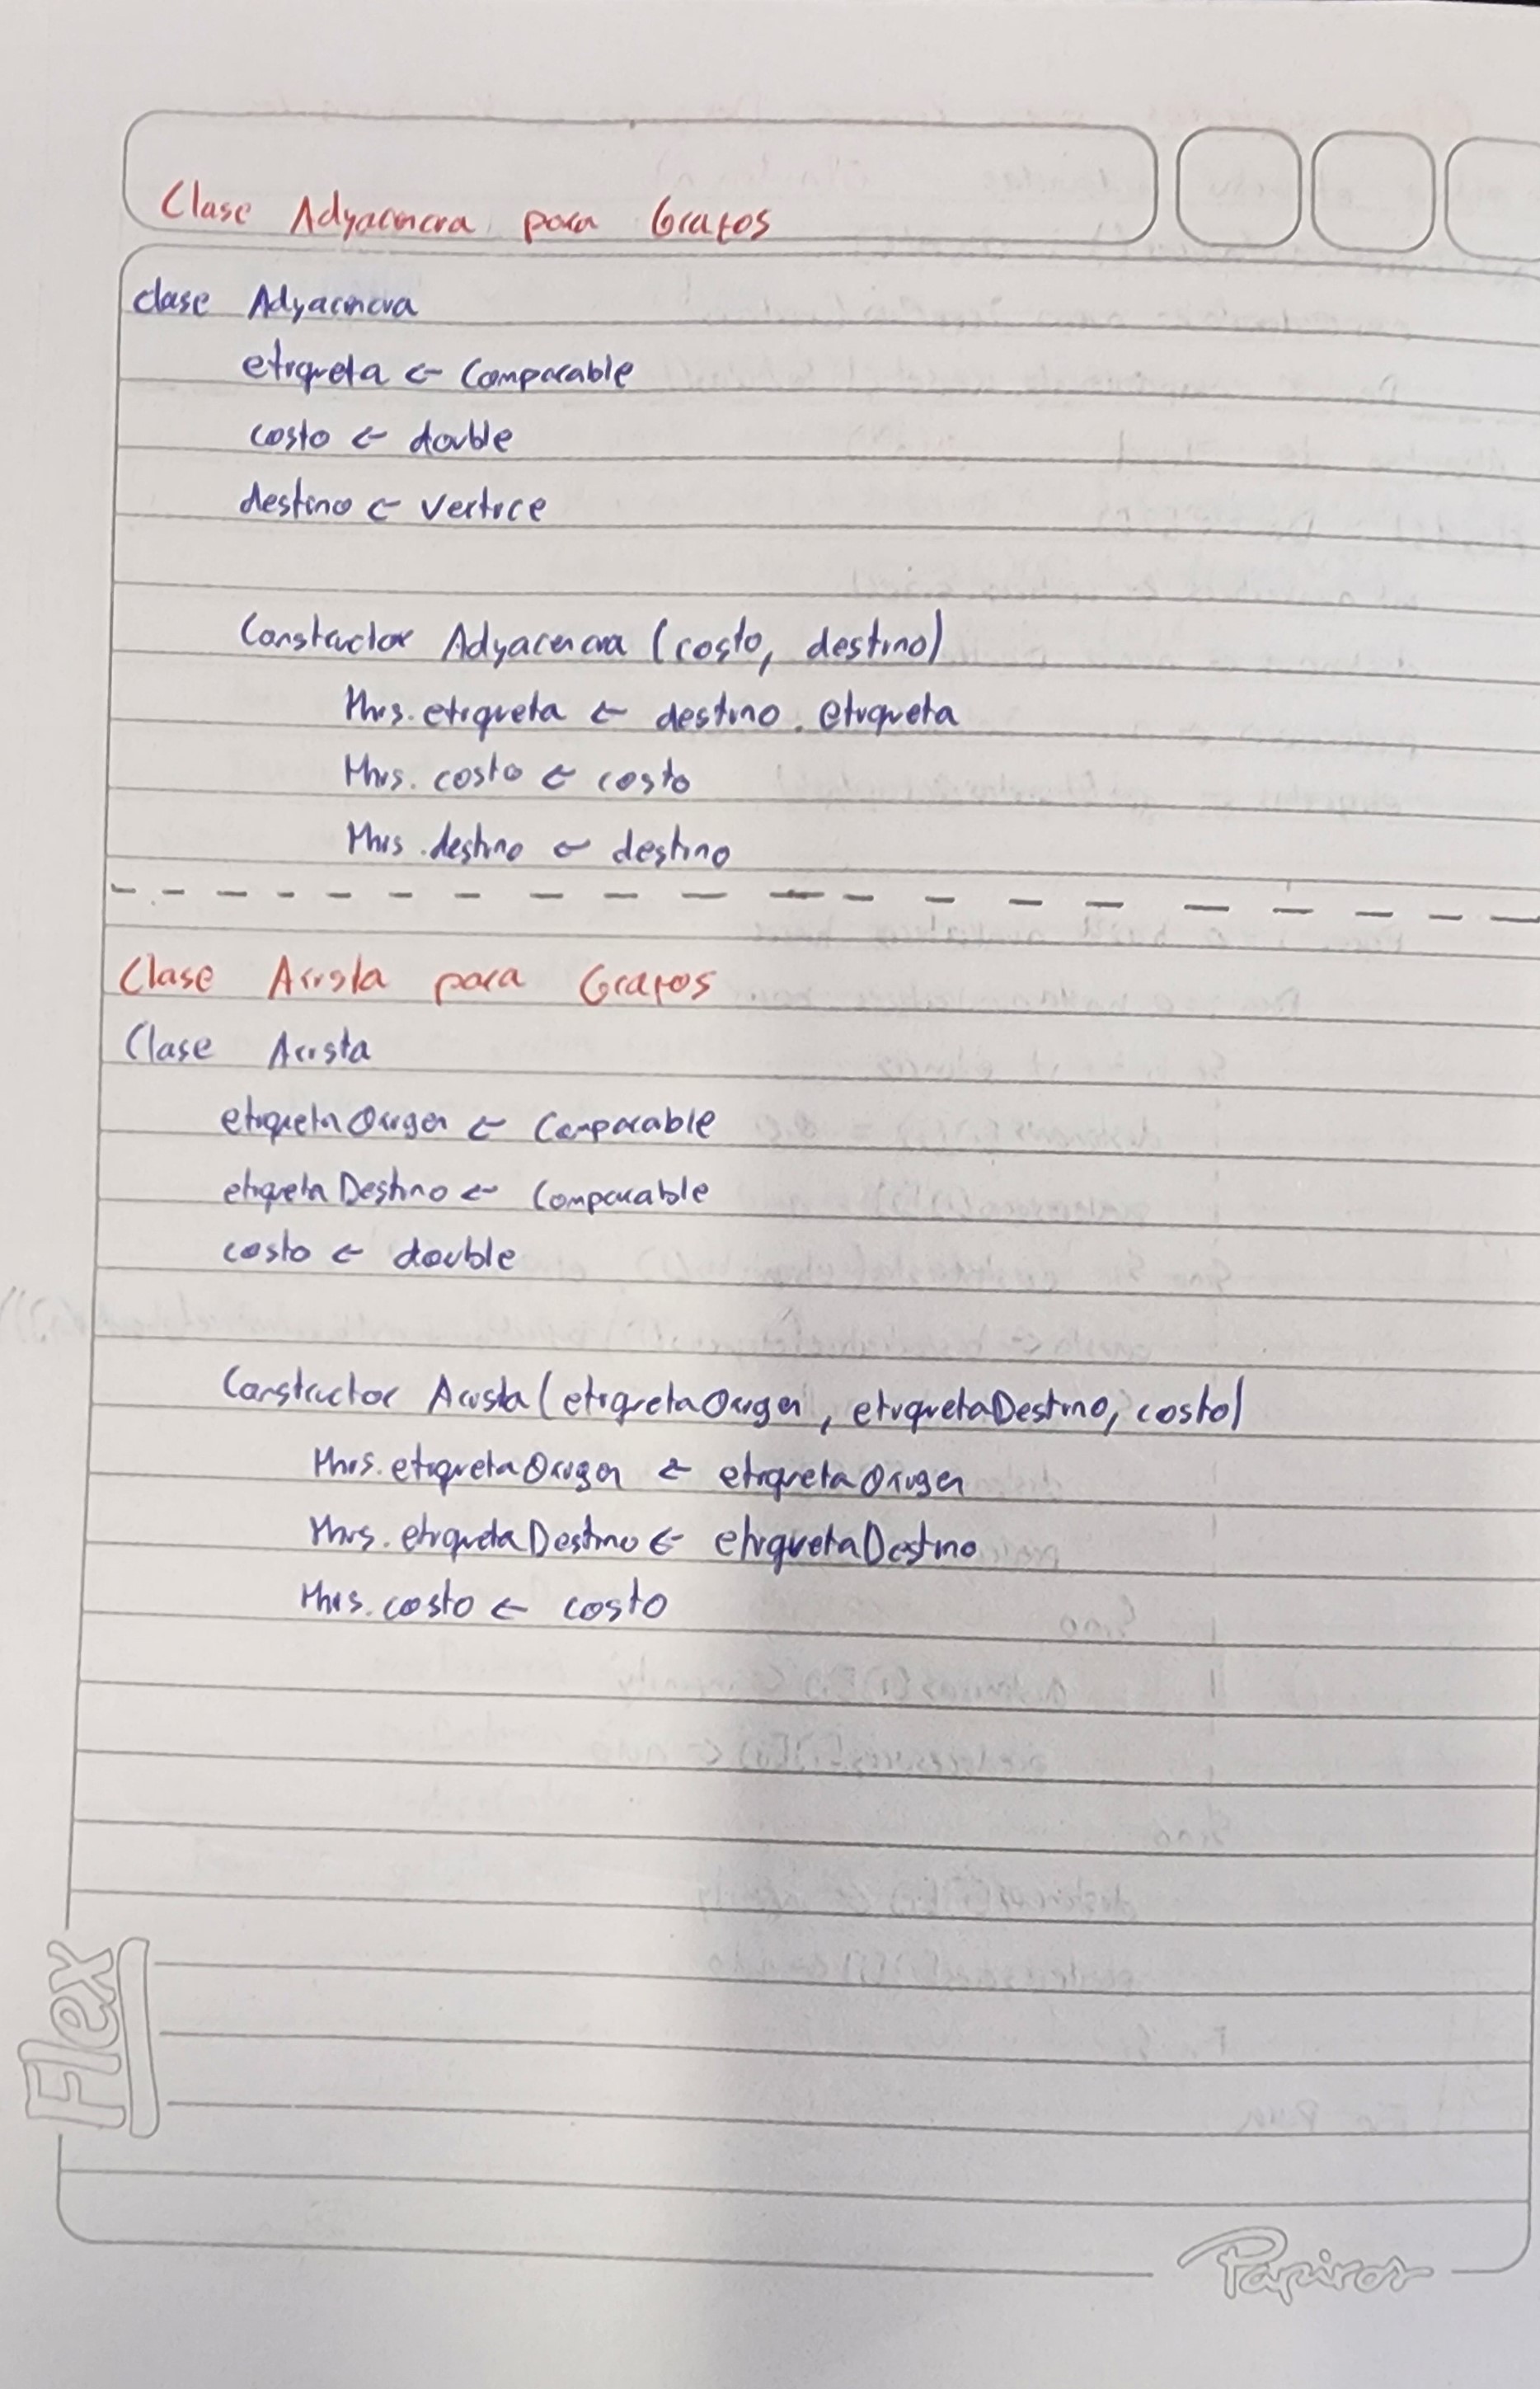 Clase Adyacencia para Grafos
clase Adyacencia
etiqueta ← Comparable
costo ← double
destino ← Vertice
Constructor Adyacencia (costo, destino)
this.etiqueta ← destino.etiqueta
this.costo ← costo
this.destino ← destino
Clase Arista para Grafos
Clase Arista
etiquetaOrigen ← Comparable
etiquetaDestino ← Comparable
costo ← double
Constructor Arista(etiquetaOrigen, etiquetaDestino, costo)
this.etiquetaOrigen ← etiquetaOrigen
this.etiquetaDestino ← etiquetaDestino
this.costo ← costo
Flex
Papiros